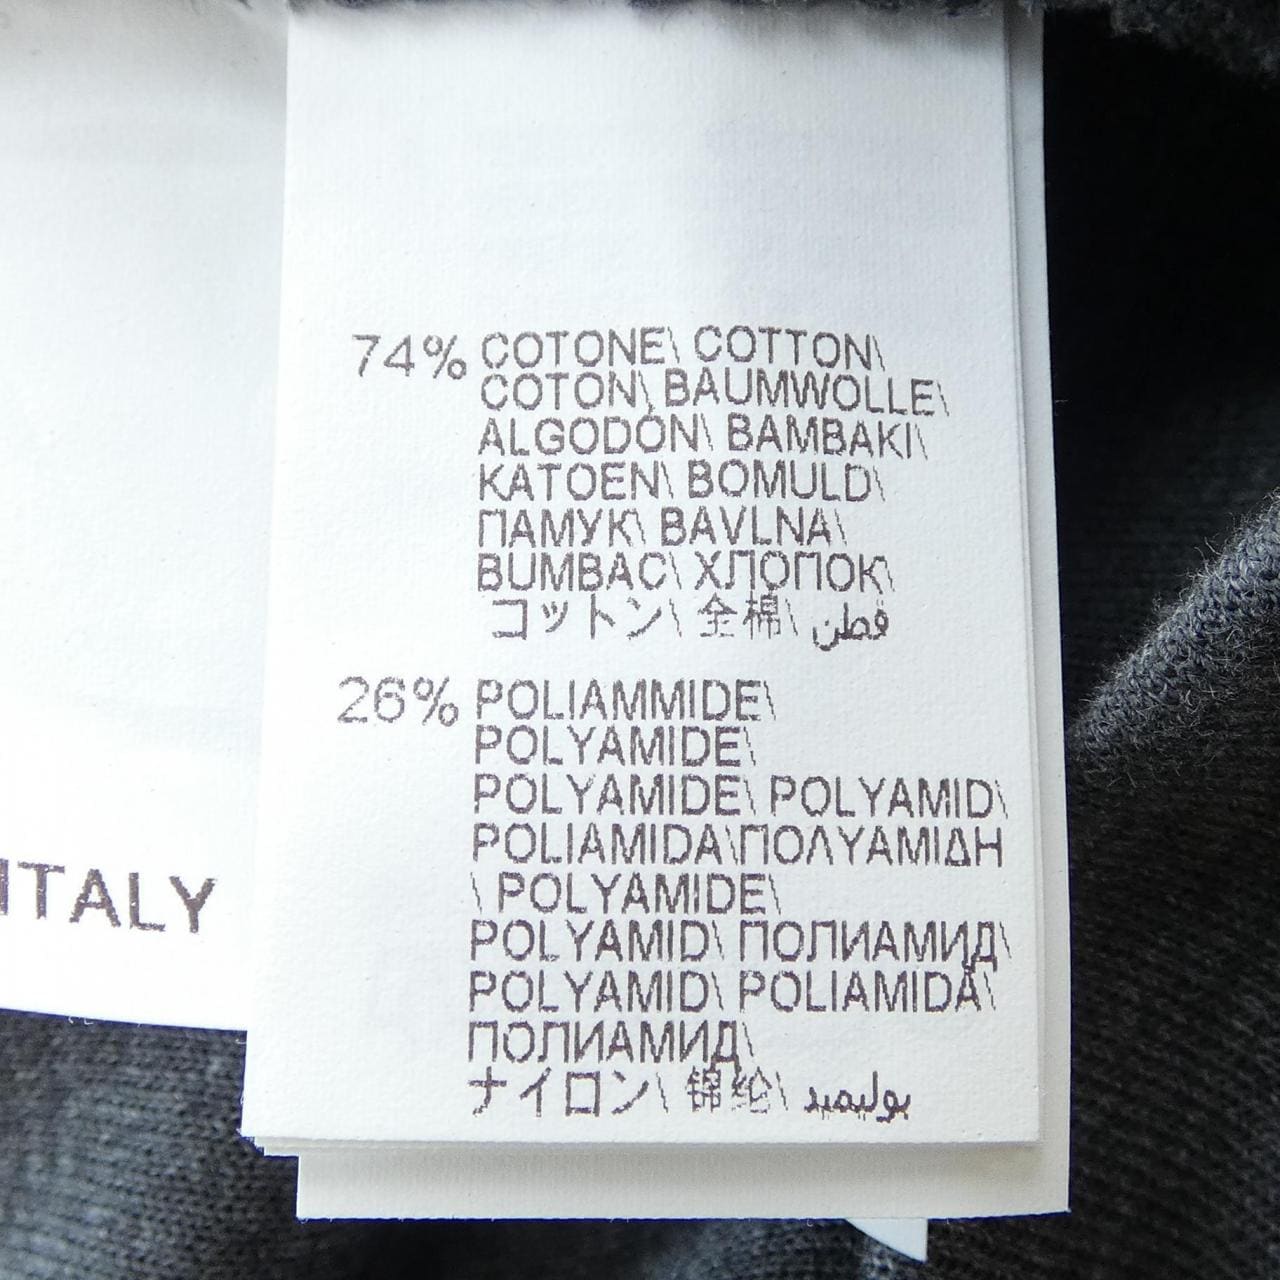 74% COTONE\ COTTON\
COTON\ BAUMWOLLE\
ALGODÓN\ BAMBAKI\
KATOEN\ BOMULD\
ПАМУК\ BAVLNA\
BUMBAC\ ХЛОПОК\
コットン\ 全棉\ قطن
26% POLIAMMIDE\
POLYAMIDE\
POLYAMIDE\ POLYAMID\
POLIAMIDA\ΠΟΛΥΑΜΙΔΗ
\ POLYAMIDE\
POLYAMID\ ПОЛИАМИД\
POLYAMID\ POLIAMIDĂ\
ПОЛИАМИД\
ナイロン\ 锦纶\ بوليميد
ITALY